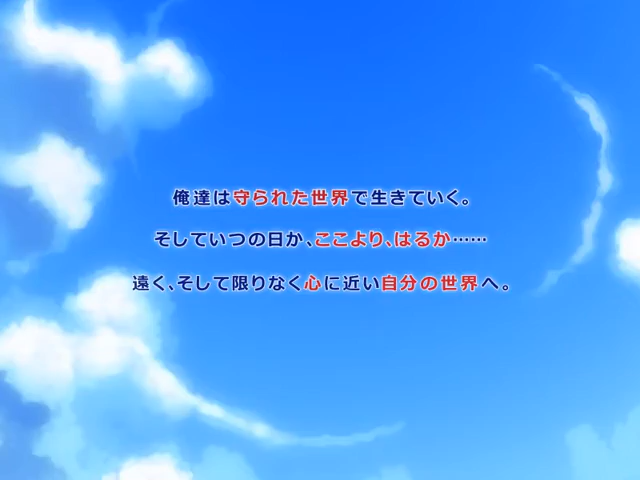 俺達は守られた世界で生きていく。
そしていつの日か、ここより、はるか……
遠く、そして限りなく心に近い自分の世界へ。